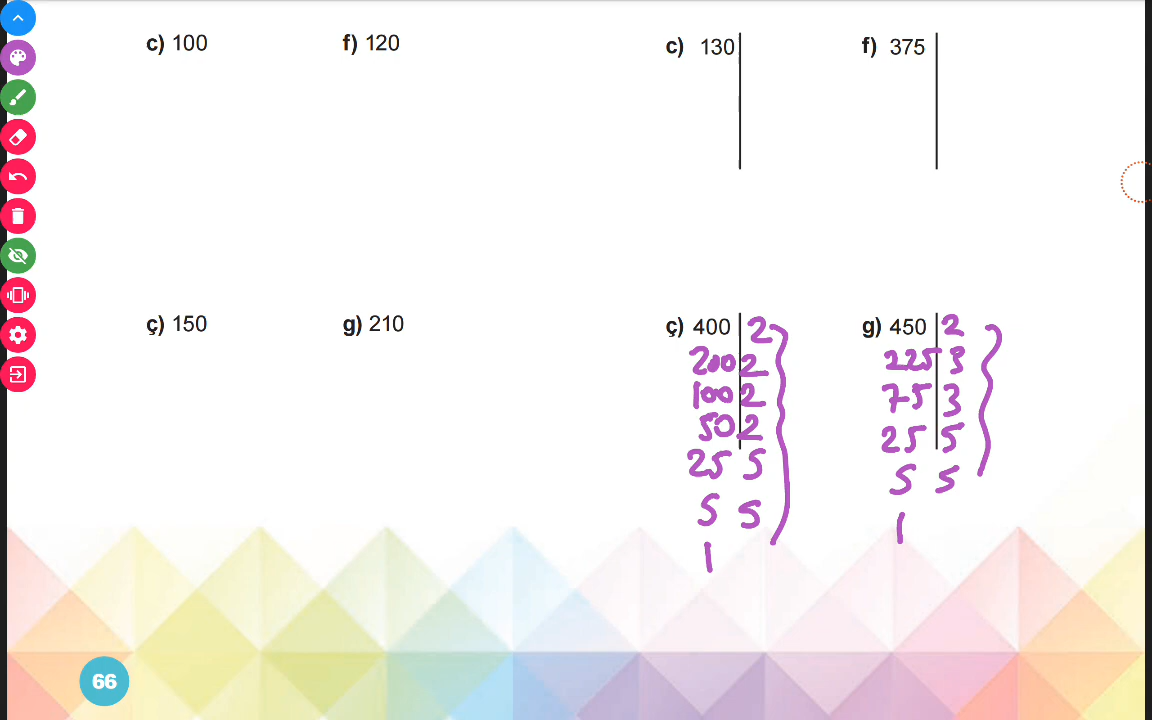 c) 100 f) 120 c) 130 f) 375
ç) 150 g) 210 ç) 400 2 g) 450 2
200 2 225 3
100 2 75 3
50 2 25 5
25 5 5 5
5 5 1
1
66